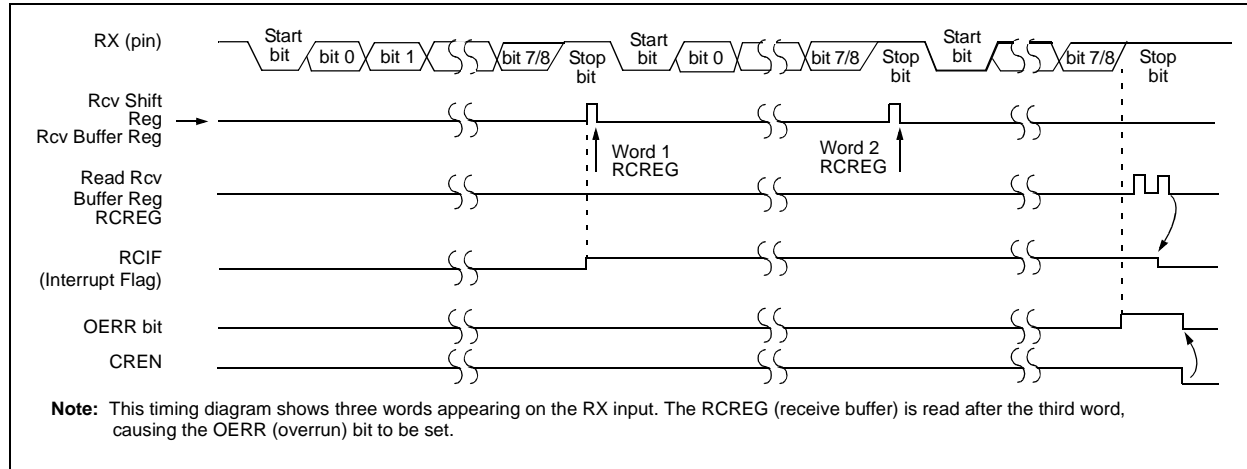 RX (pin)
Start
bit
bit 0
bit 1
bit 7/8
Stop
bit
Start
bit
bit 0
bit 7/8
Stop
bit
Start
bit
bit 7/8
Stop
bit
Rcv Shift
Reg
Rcv Buffer Reg
Word 1
RCREG
Word 2
RCREG
Read Rcv
Buffer Reg
RCREG
RCIF
(Interrupt Flag)
OERR bit
CREN
Note: This timing diagram shows three words appearing on the RX input. The RCREG (receive buffer) is read after the third word,
causing the OERR (overrun) bit to be set.